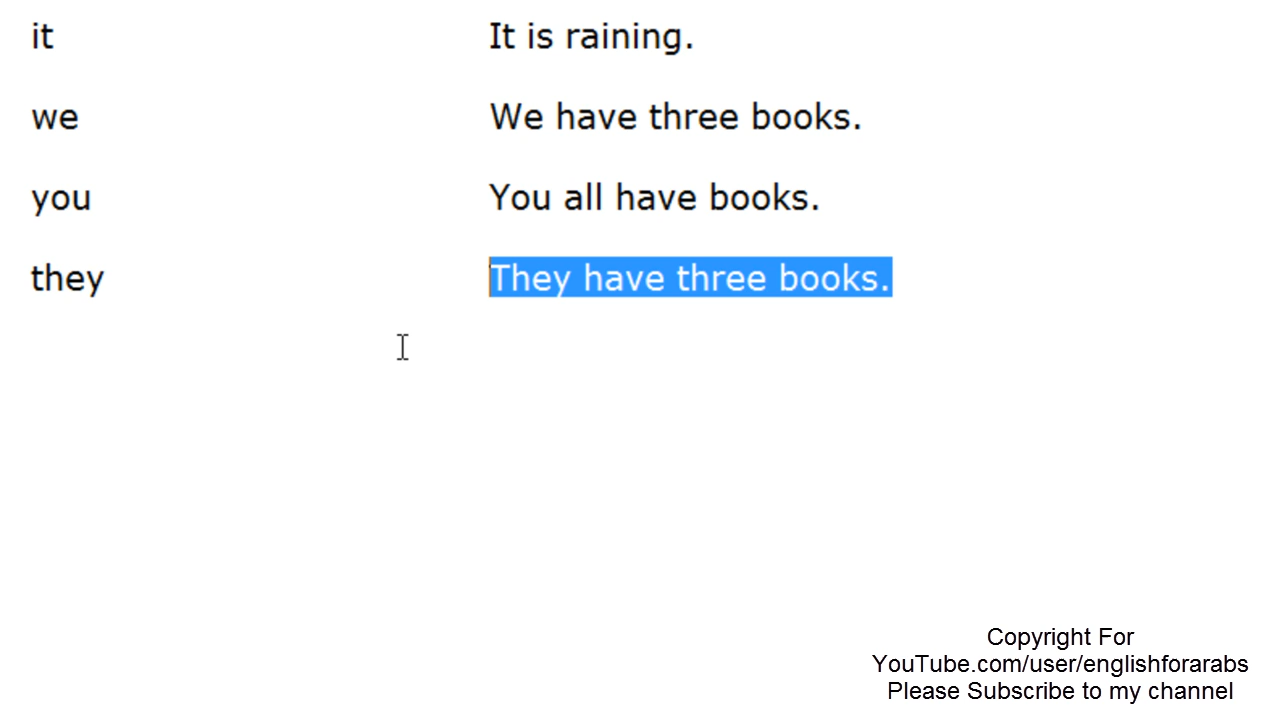 it It is raining.
we We have three books.
you You all have books.
they They have three books.
Copyright For
YouTube.com/user/englishforarabs
Please Subscribe to my channel